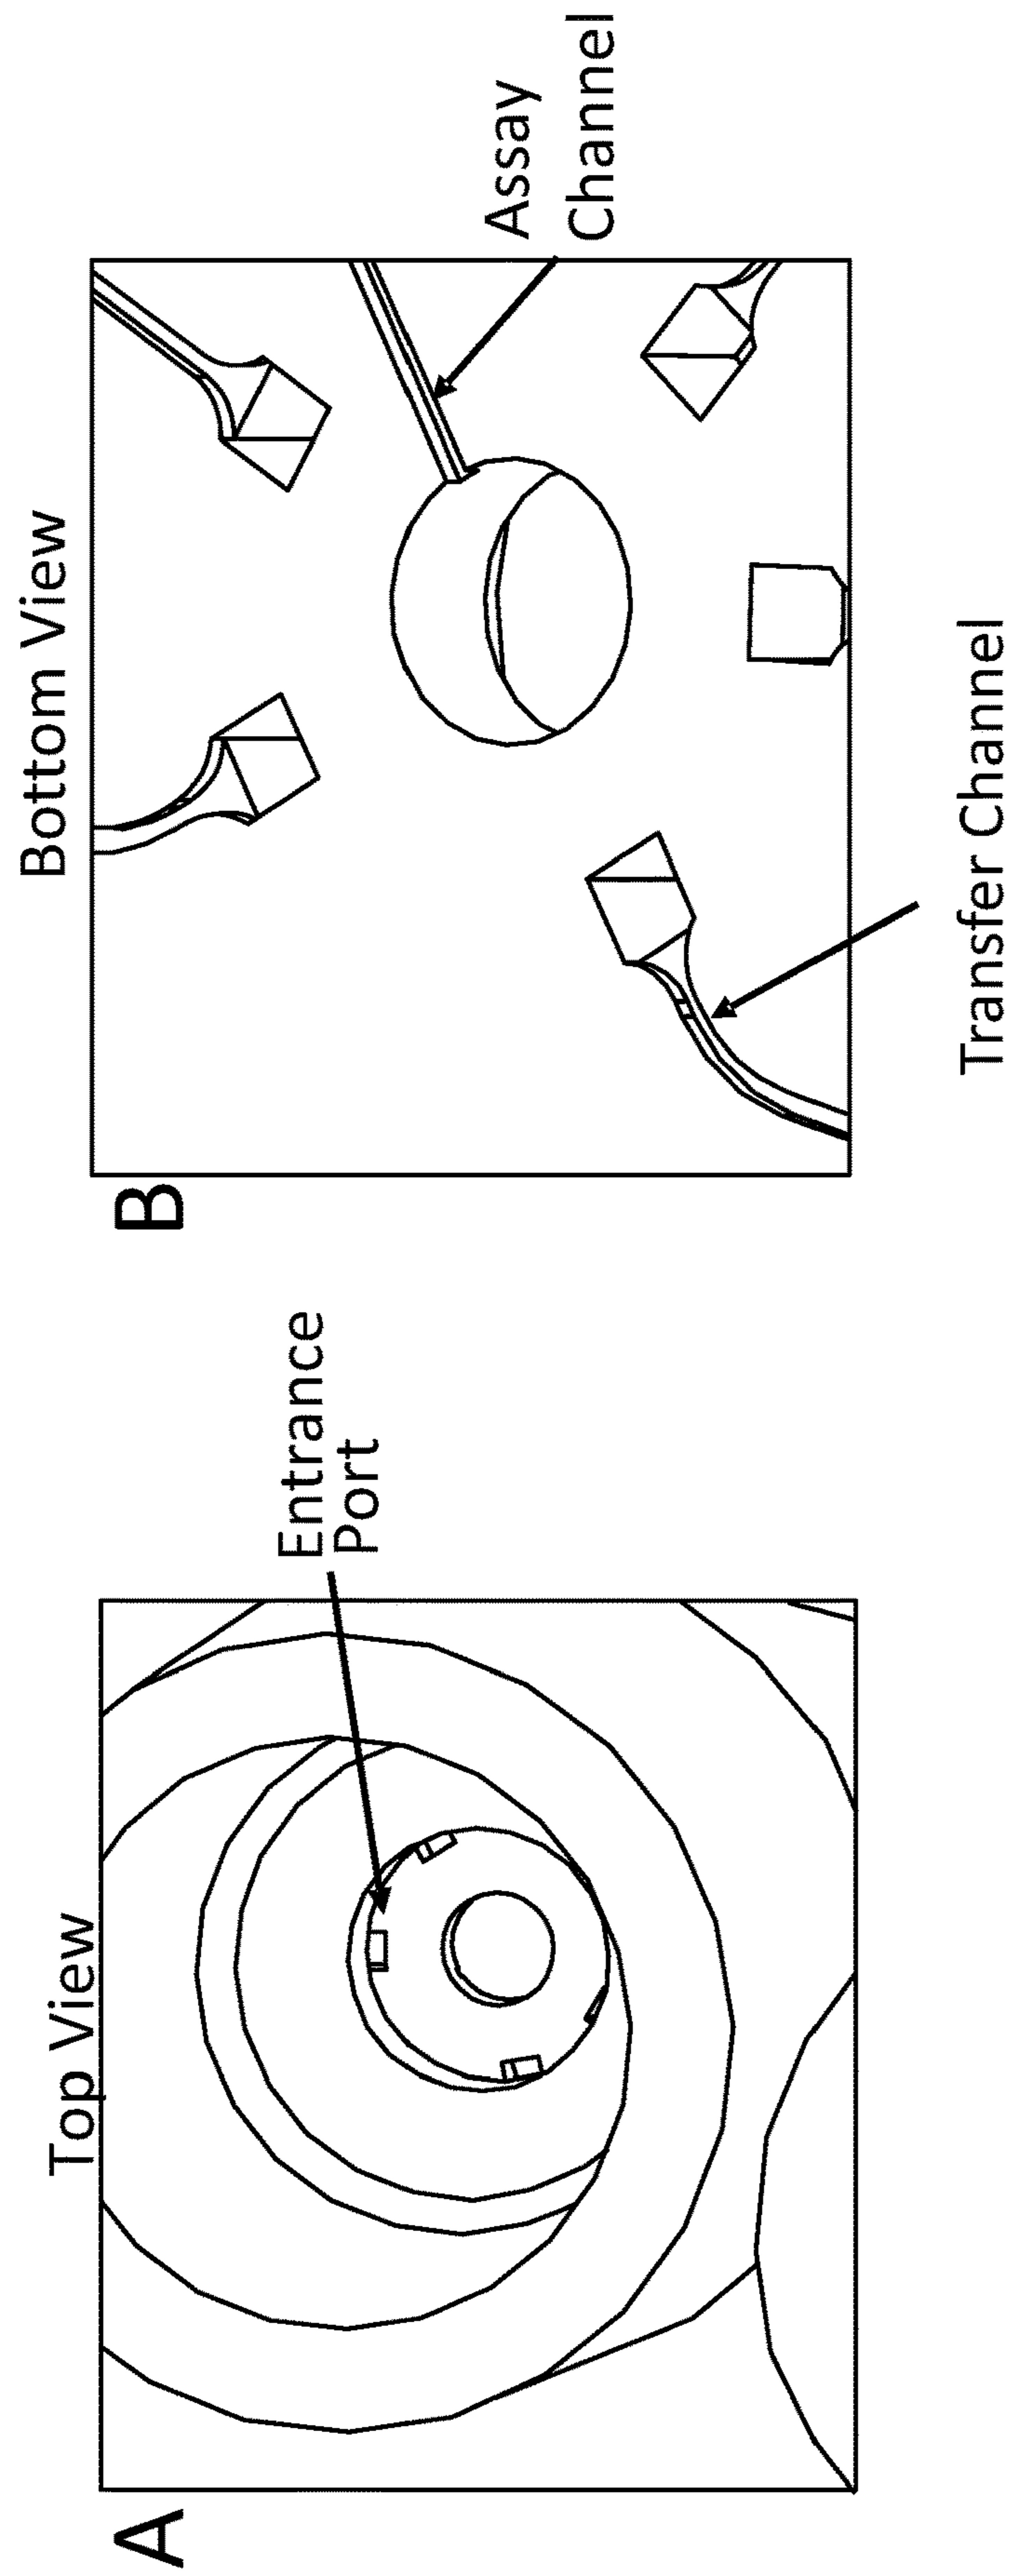 A
Top View
Entrance
Port
B
Bottom View
Assay
Channel
Transfer Channel